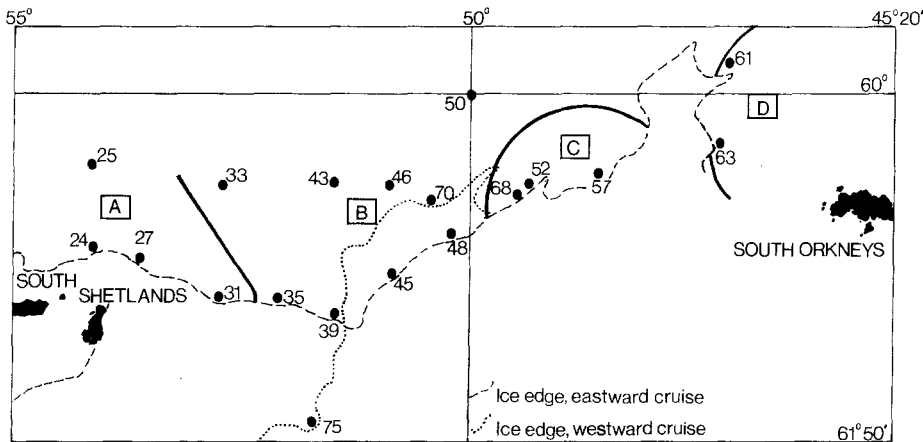 55° 50° 45°20'
61
60°
50
D
25
C
63
33 43 46 52
70 68 57
A
B
24 27
48
SOUTH ORKNEYS
45
SOUTH
SHETLANDS
31 35
39
Ice edge, eastward cruise
75
Ice edge, westward cruise
61°50'